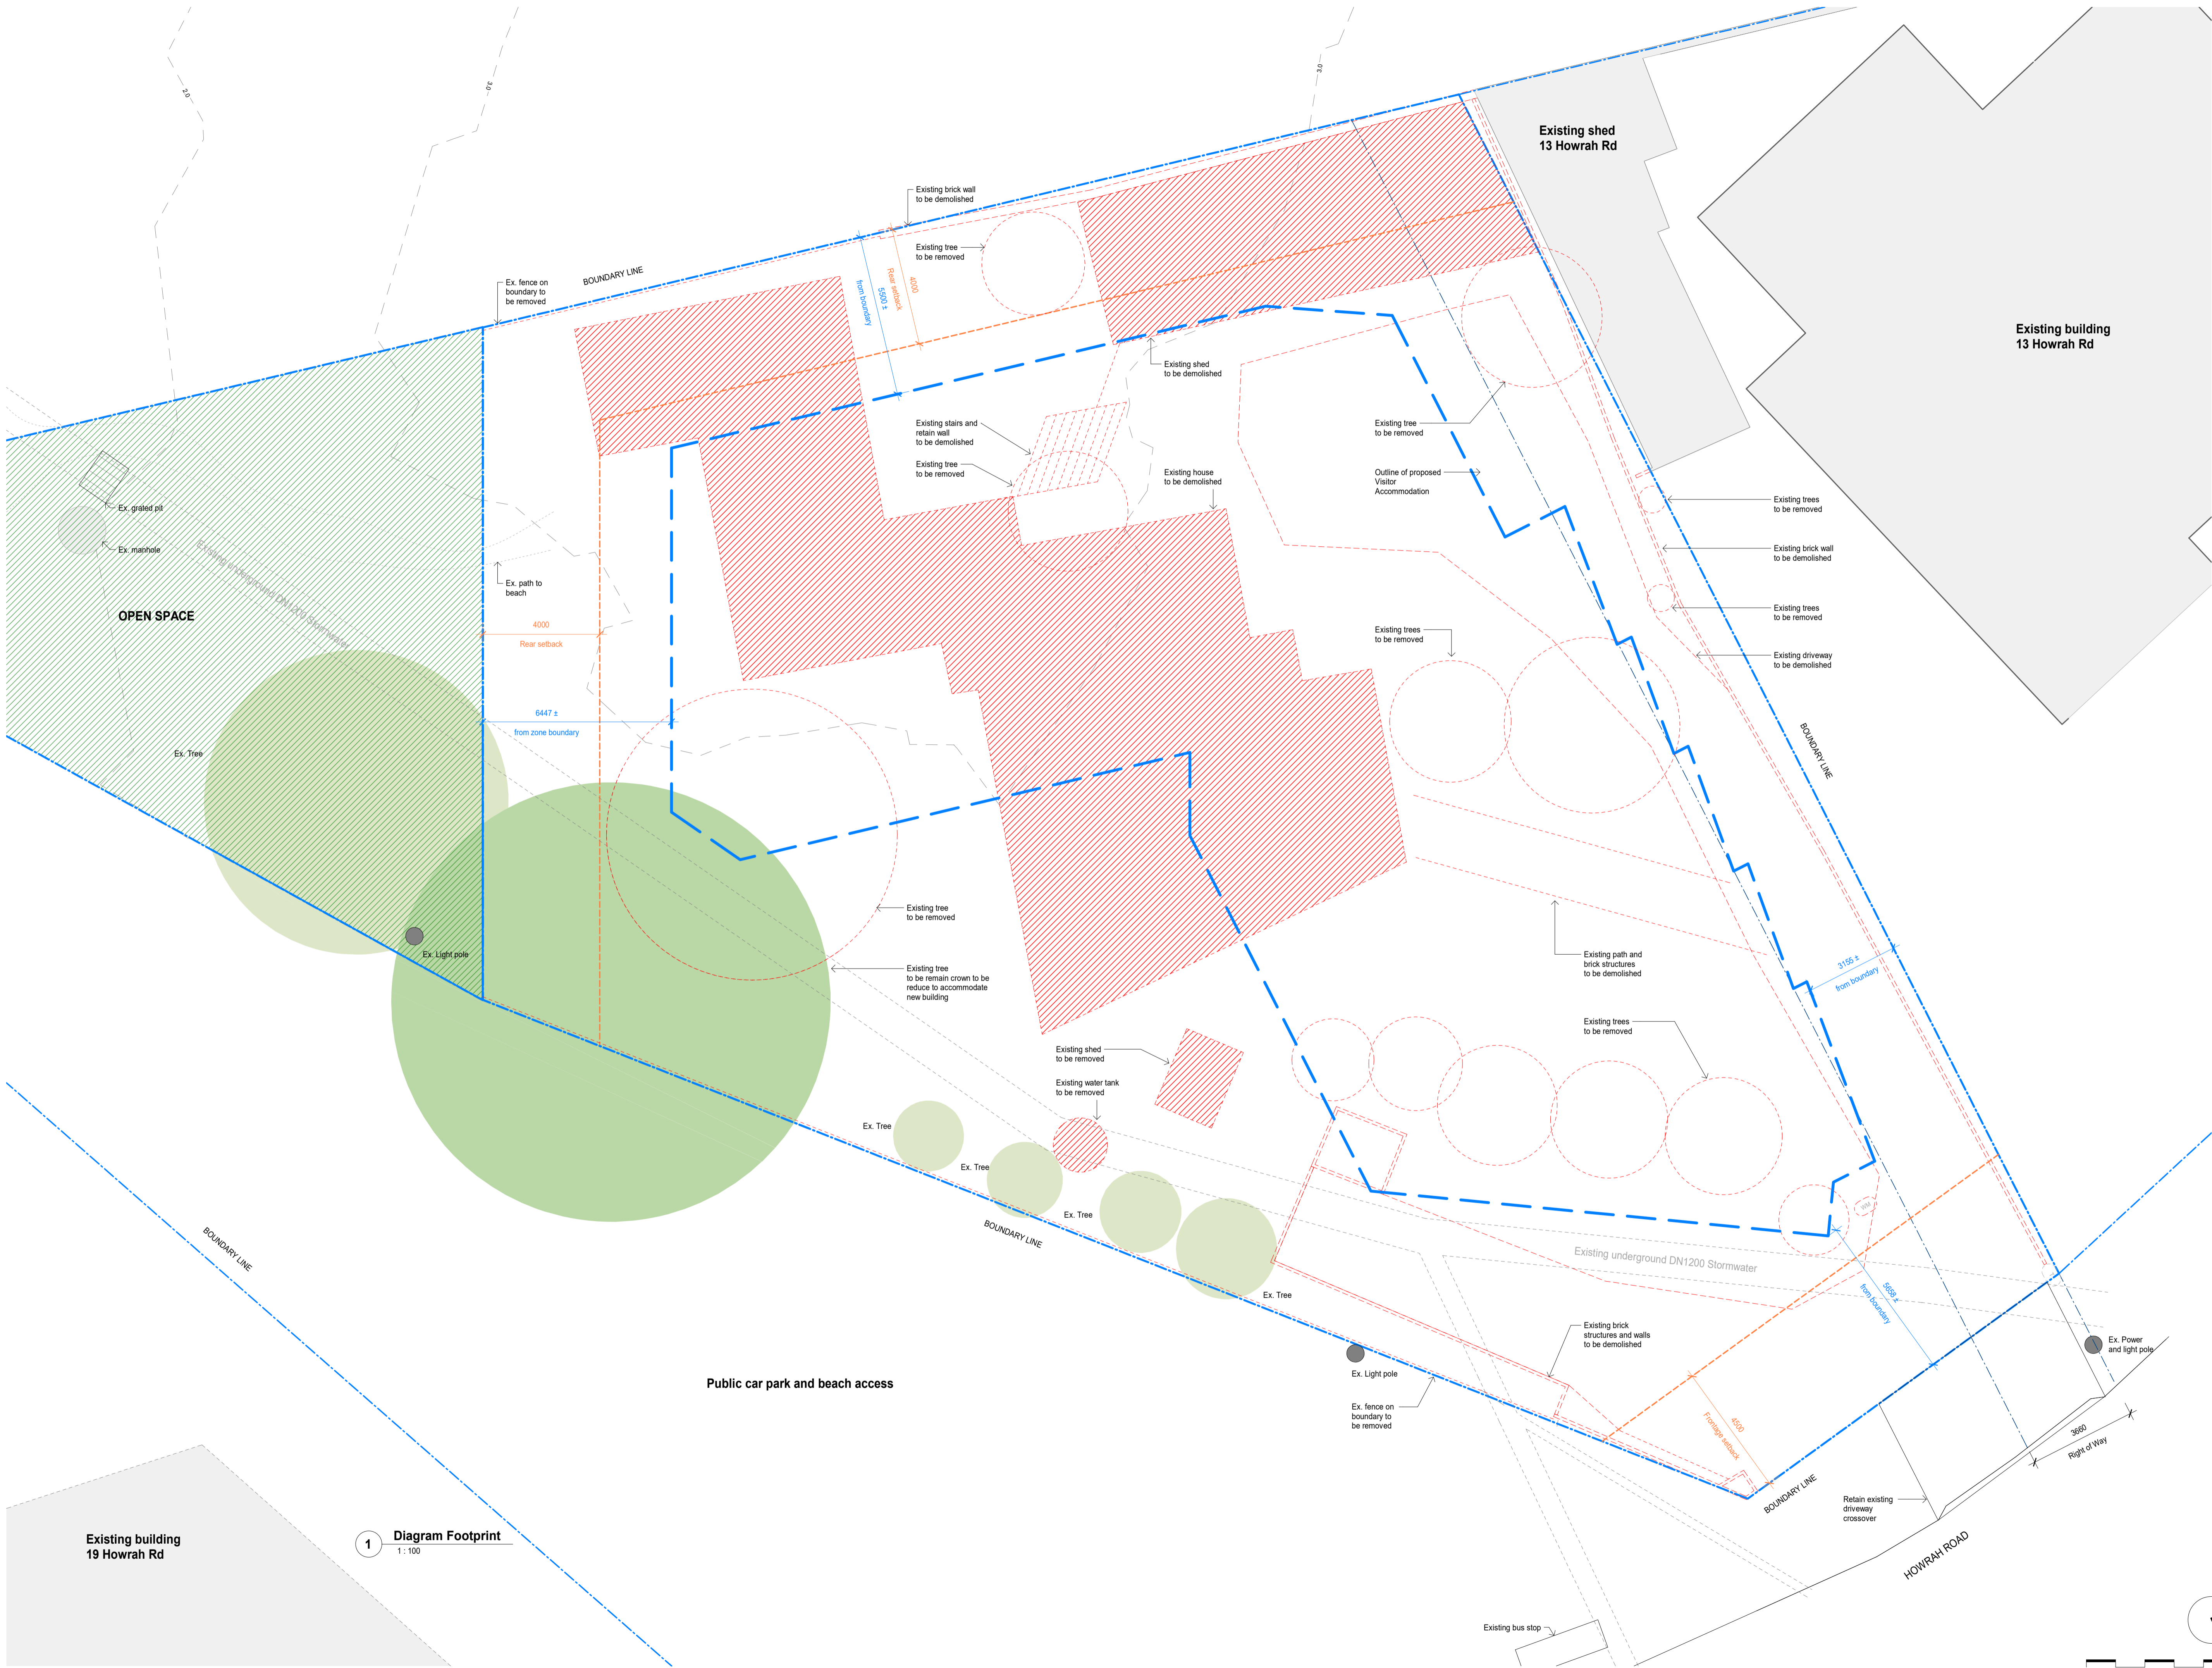 2.0
3.0
3.0
Existing shed
13 Howrah Rd
Existing building
13 Howrah Rd
Existing brick wall
to be demolished
Existing tree
to be removed
BOUNDARY LINE
Ex. fence on
boundary to
be removed
4000
Rear setback
5500 ±
from boundary
Existing shed
to be demolished
Existing stairs and
retain wall
to be demolished
Existing tree
to be removed
Existing house
to be demolished
Existing tree
to be removed
Outline of proposed
Visitor
Accommodation
Existing trees
to be removed
Existing brick wall
to be demolished
Existing trees
to be removed
Existing driveway
to be demolished
Existing trees
to be removed
Ex. grated pit
Ex. manhole
Existing underground DN1200 Stormwater
OPEN SPACE
Ex. path to
beach
4000
Rear setback
6447 ±
from zone boundary
Ex. Tree
BOUNDARY LINE
Existing tree
to be removed
Ex. Light pole
Existing tree
to be remain crown to be
reduce to accommodate
new building
Existing path and
brick structures
to be demolished
3155 ±
from boundary
Existing trees
to be removed
Existing shed
to be removed
Existing water tank
to be removed
Ex. Tree
Ex. Tree
Ex. Tree
Ex. Tree
BOUNDARY LINE
BOUNDARY LINE
WM
Existing underground DN1200 Stormwater
5658 ±
from boundary
Existing brick
structures and walls
to be demolished
Ex. Power
and light pole
Ex. Light pole
Public car park and beach access
Ex. fence on
boundary to
be removed
4500
Frontage setback
3660
Right of Way
BOUNDARY LINE
Retain existing
driveway
crossover
HOWRAH ROAD
Existing building
19 Howrah Rd
1
Diagram Footprint
1 : 100
Existing bus stop